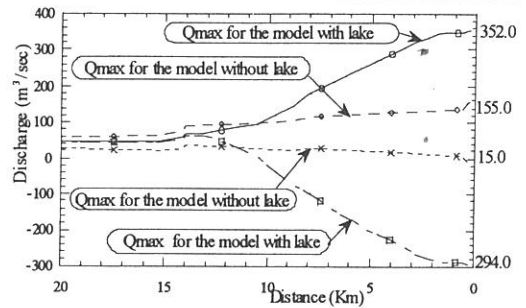 400
300
200
100
0
-100
-200
-300
Discharge (m³/sec)
Qmax for the model with lake
Qmax for the model without lake
Qmax for the model without lake
Qmax for the model with lake
352.0
155.0
15.0
294.0
20
15
10
5
0
Distance (Km)